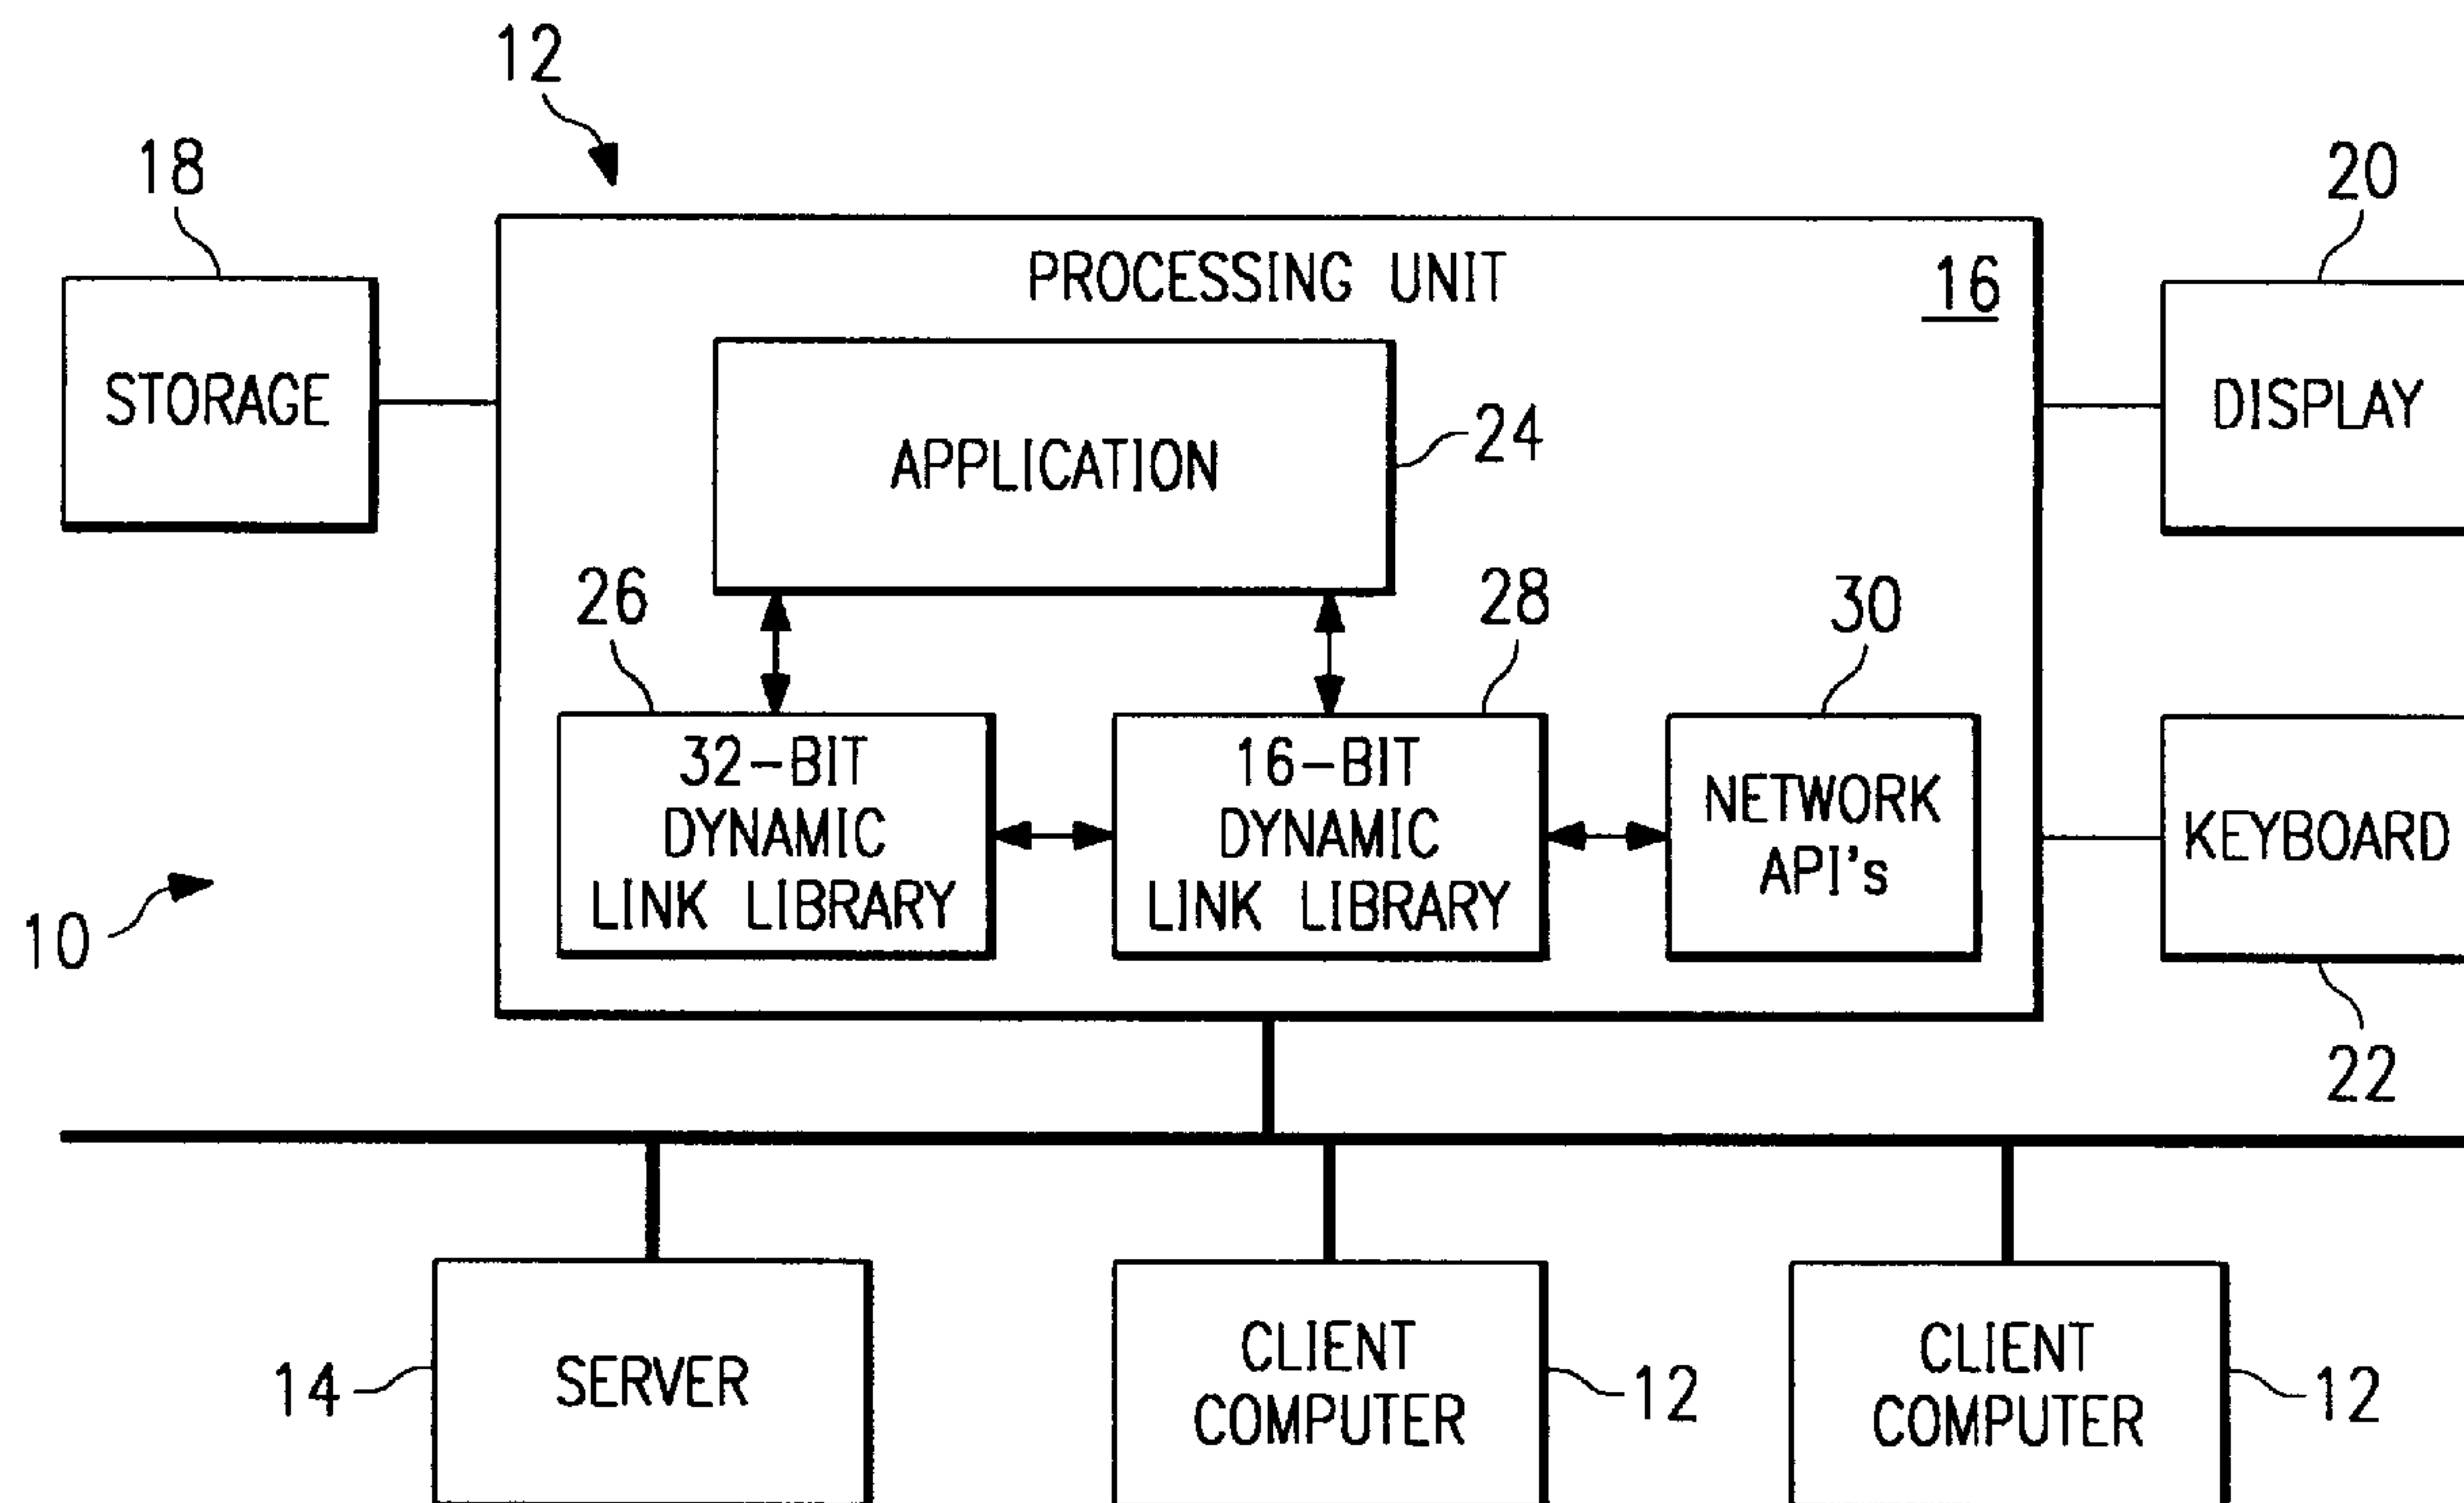 12
18
20
PROCESSING UNIT
16
STORAGE
DISPLAY
APPLICATION
24
26
28
30
32-BIT
DYNAMIC
LINK LIBRARY
16-BIT
DYNAMIC
LINK LIBRARY
NETWORK
API's
KEYBOARD
10
22
14
SERVER
CLIENT
COMPUTER
12
CLIENT
COMPUTER
12